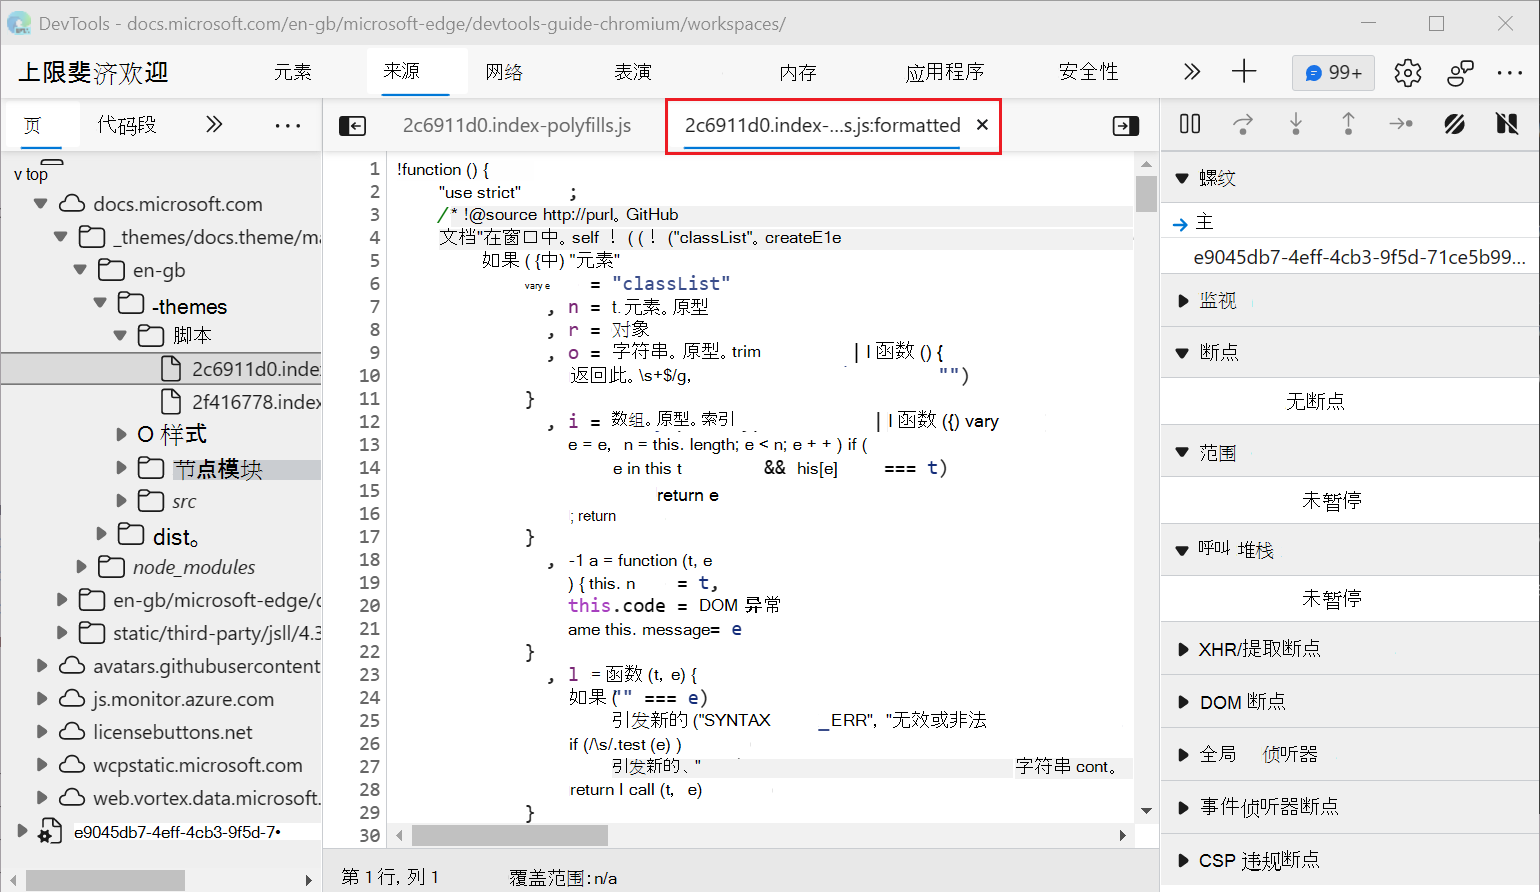 DevTools - docs.microsoft.com/en-gb/microsoft-edge/devtools-guide-chromium/workspaces/
上限斐济欢迎 元素 来源 网络 表演 内存 应用程序 安全性 99+
页 代码段
2c6911d0.index-polyfills.js 2c6911d0.index-...s.js:formatted
v top
docs.microsoft.com
_themes/docs.theme/ma
en-gb
-themes
脚本
2c6911d0.inde
2f416778.index
O 样式
节点模块
src
dist。
node_modules
en-gb/microsoft-edge/c
static/third-party/jsll/4.3
avatars.githubusercontent
js.monitor.azure.com
licensebuttons.net
wcpstatic.microsoft.com
web.vortex.data.microsoft.
e9045db7-4eff-4cb3-9f5d-7•
1 !function () {
2 "use strict" ;
3 /* !@source http://purl。GitHub
4 文档"在窗口中。self ！ ( (！ ("classList"。createE1e
5 如果 ( {中) "元素"
6 vary e = "classList"
7 , n = t.元素。原型
8 , r = 对象
9 , o = 字符串。原型。trim | I 函数 () {
10 返回此。\s+$/g, "")
11 }
12 , i = 数组。原型。索引 | I 函数 ({) vary
13 e = e, n = this. length; e < n; e + + ) if (
14 e in this t && his[e] === t)
15 return e
16 ; return
17 }
18 , -1 a = function (t, e
19 ) { this. n = t,
20 this.code = DOM 异常
21 ame this. message= e
22 }
23 , l = 函数 (t, e) {
24 如果 ("" === e)
25 引发新的 ("SYNTAX _ERR", "无效或非法
26 if (/\s/.test (e) )
27 引发新的、" 字符串 cont。
28 return l call (t, e)
29 }
30
第 1 行, 列 1 覆盖范围: n/a
螺纹
主
e9045db7-4eff-4cb3-9f5d-71ce5b99...
监视
断点
无断点
范围
未暂停
呼叫 堆栈
未暂停
XHR/提取断点
DOM 断点
全局 侦听器
事件侦听器断点
CSP 违规断点